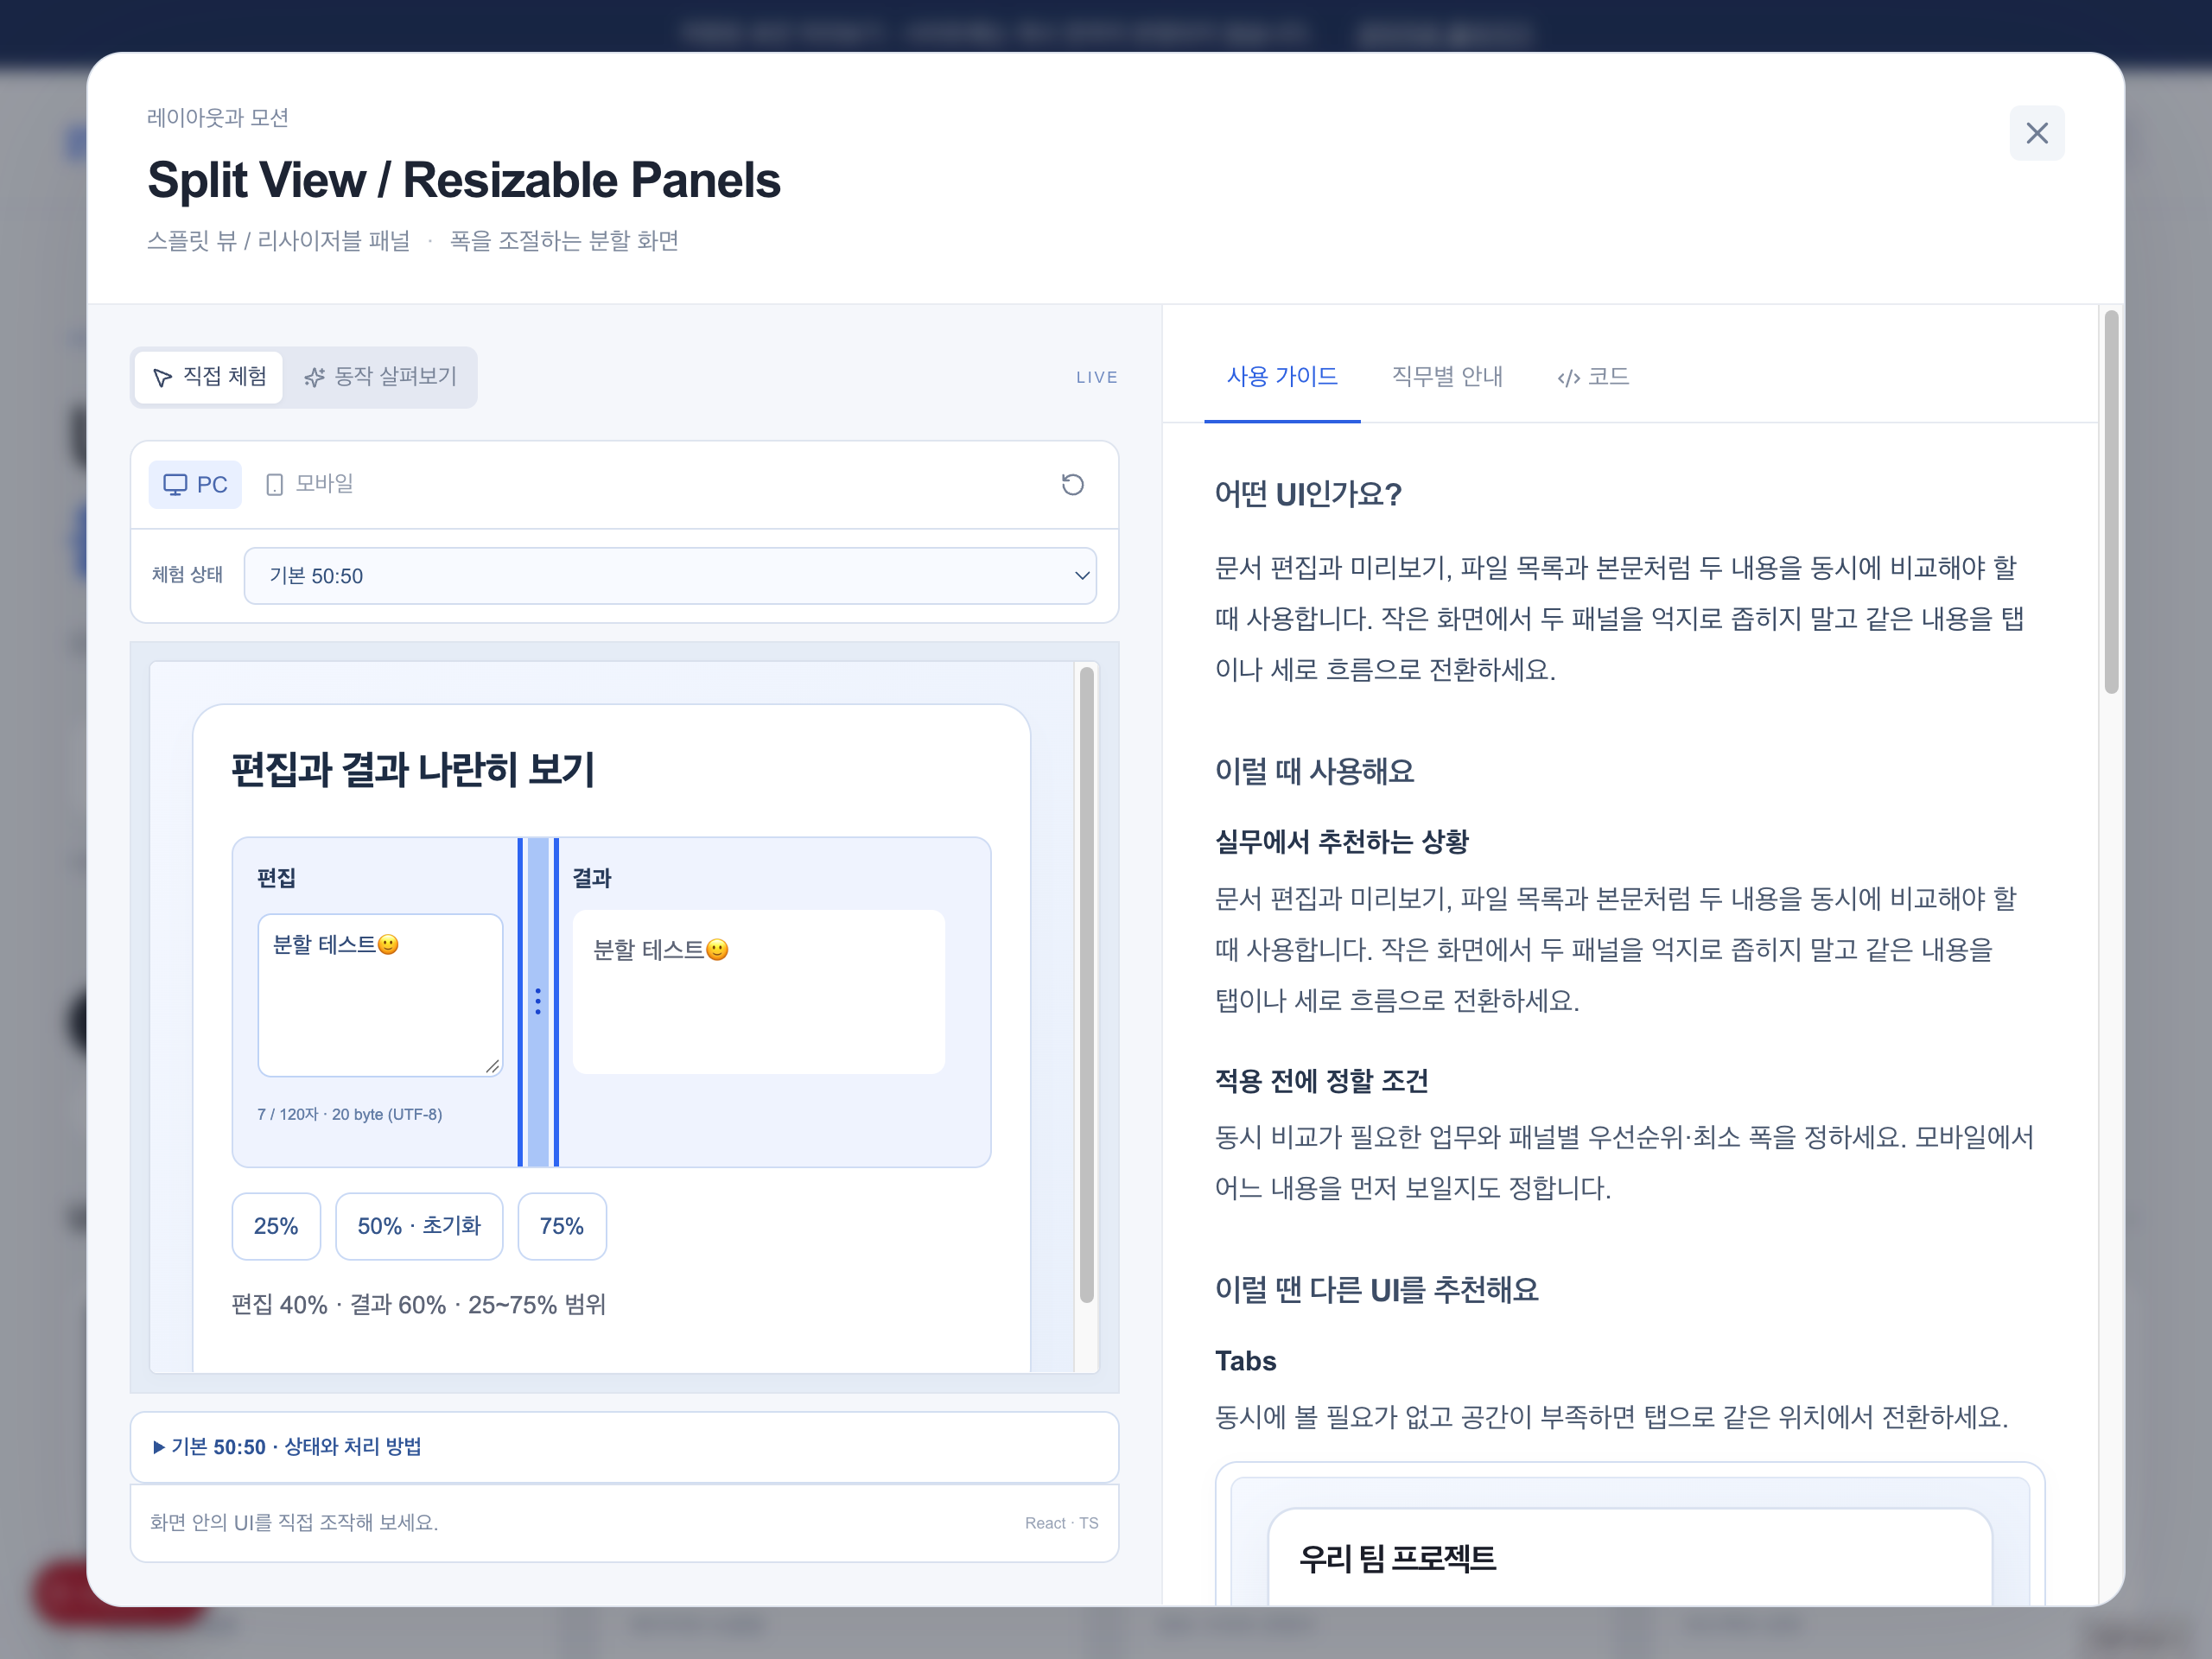 레이아웃과 모션
Split View / Resizable Panels
스플릿 뷰 / 리사이저블 패널 · 폭을 조절하는 분할 화면
직접 체험
동작 살펴보기
LIVE
PC
모바일
체험 상태
기본 50:50
편집과 결과 나란히 보기
편집
결과
분할 테스트🙂
분할 테스트🙂
7 / 120자 · 20 byte (UTF-8)
25%
50% · 초기화
75%
편집 40% · 결과 60% · 25~75% 범위
▶ 기본 50:50 · 상태와 처리 방법
화면 안의 UI를 직접 조작해 보세요.
React · TS
사용 가이드
직무별 안내
</> 코드
어떤 UI인가요?
문서 편집과 미리보기, 파일 목록과 본문처럼 두 내용을 동시에 비교해야 할
때 사용합니다. 작은 화면에서 두 패널을 억지로 좁히지 말고 같은 내용을 탭
이나 세로 흐름으로 전환하세요.
이럴 때 사용해요
실무에서 추천하는 상황
문서 편집과 미리보기, 파일 목록과 본문처럼 두 내용을 동시에 비교해야 할
때 사용합니다. 작은 화면에서 두 패널을 억지로 좁히지 말고 같은 내용을
탭이나 세로 흐름으로 전환하세요.
적용 전에 정할 조건
동시 비교가 필요한 업무와 패널별 우선순위·최소 폭을 정하세요. 모바일에서
어느 내용을 먼저 보일지도 정합니다.
이럴 땐 다른 UI를 추천해요
Tabs
동시에 볼 필요가 없고 공간이 부족하면 탭으로 같은 위치에서 전환하세요.
우리 팀 프로젝트